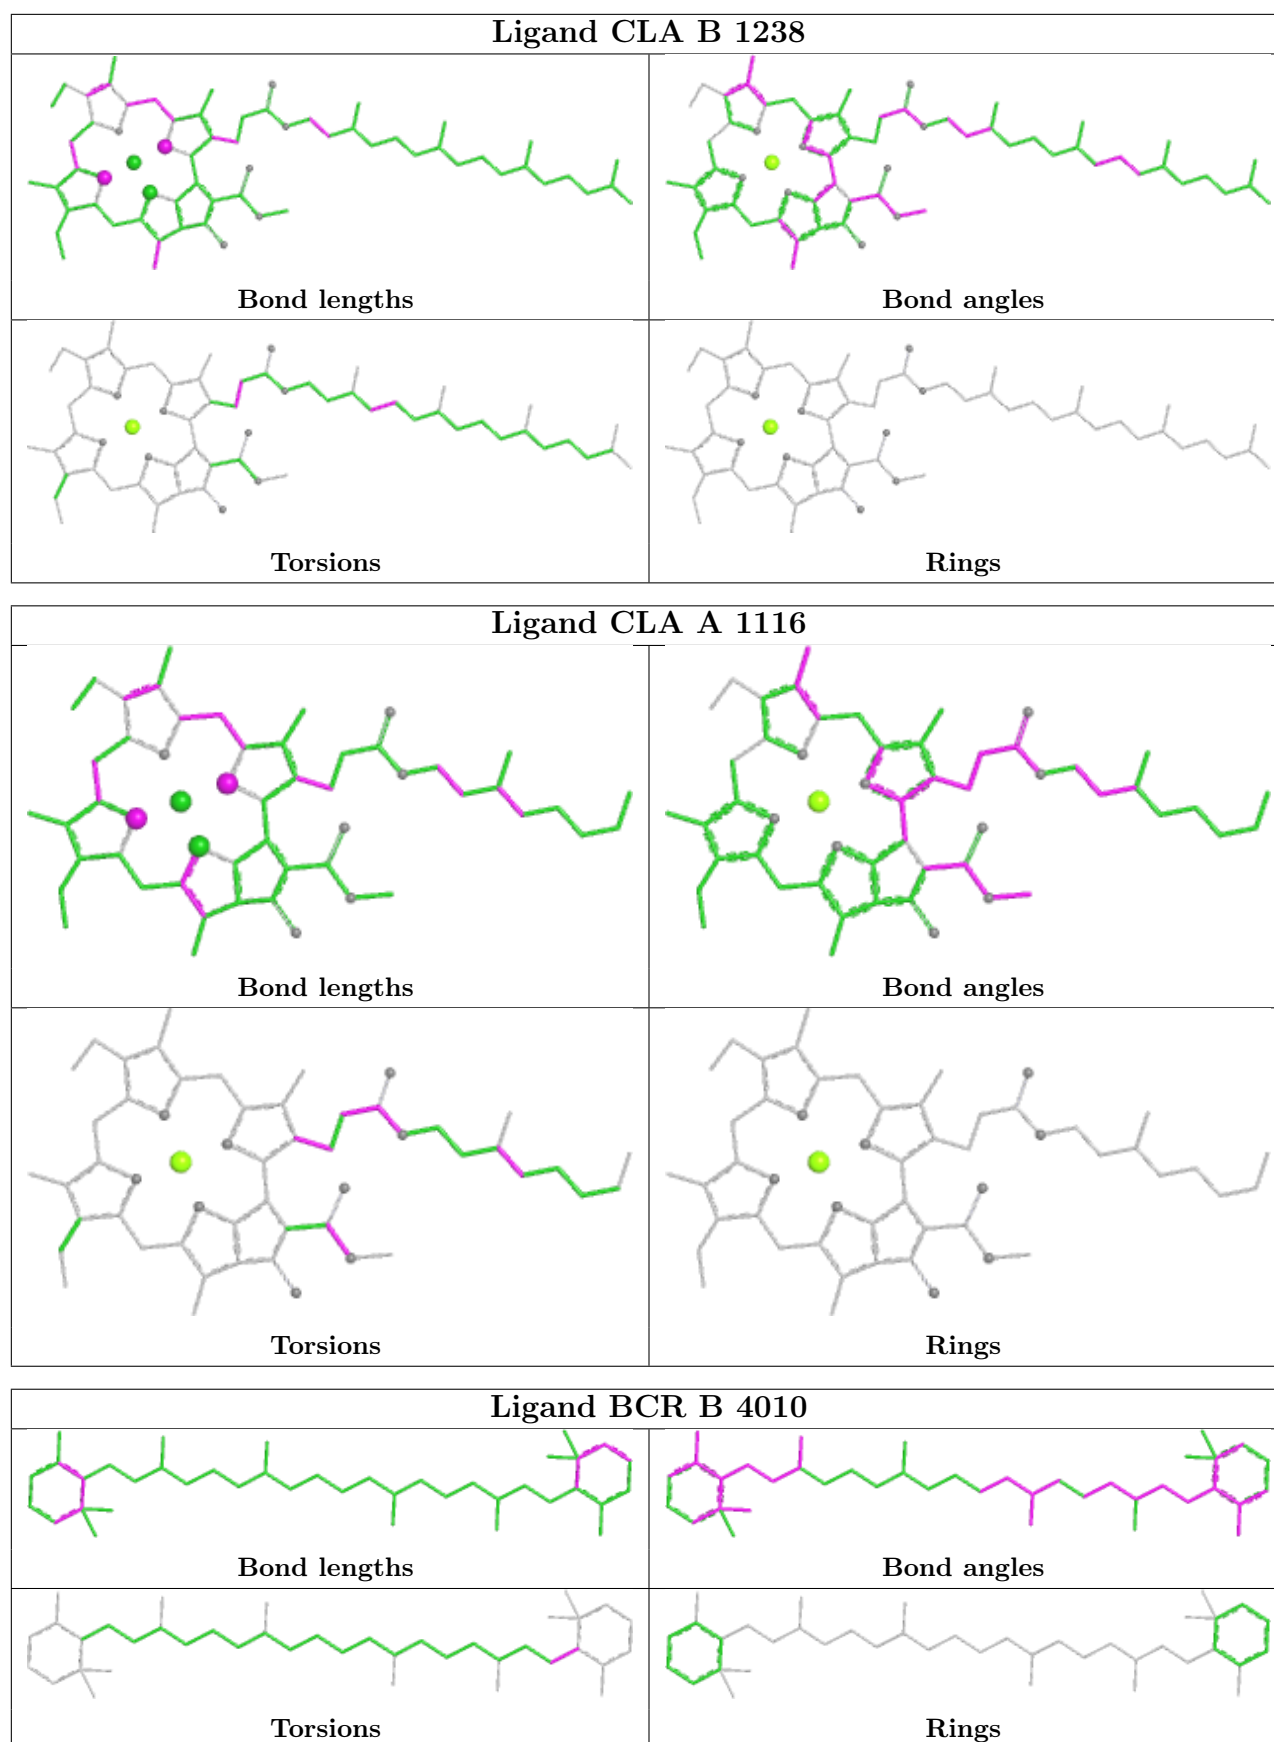 Ligand CLA B 1238
Bond lengths
Bond angles
Torsions
Rings
Ligand CLA A 1116
Bond lengths
Bond angles
Torsions
Rings
Ligand BCR B 4010
Bond lengths
Bond angles
Torsions
Rings